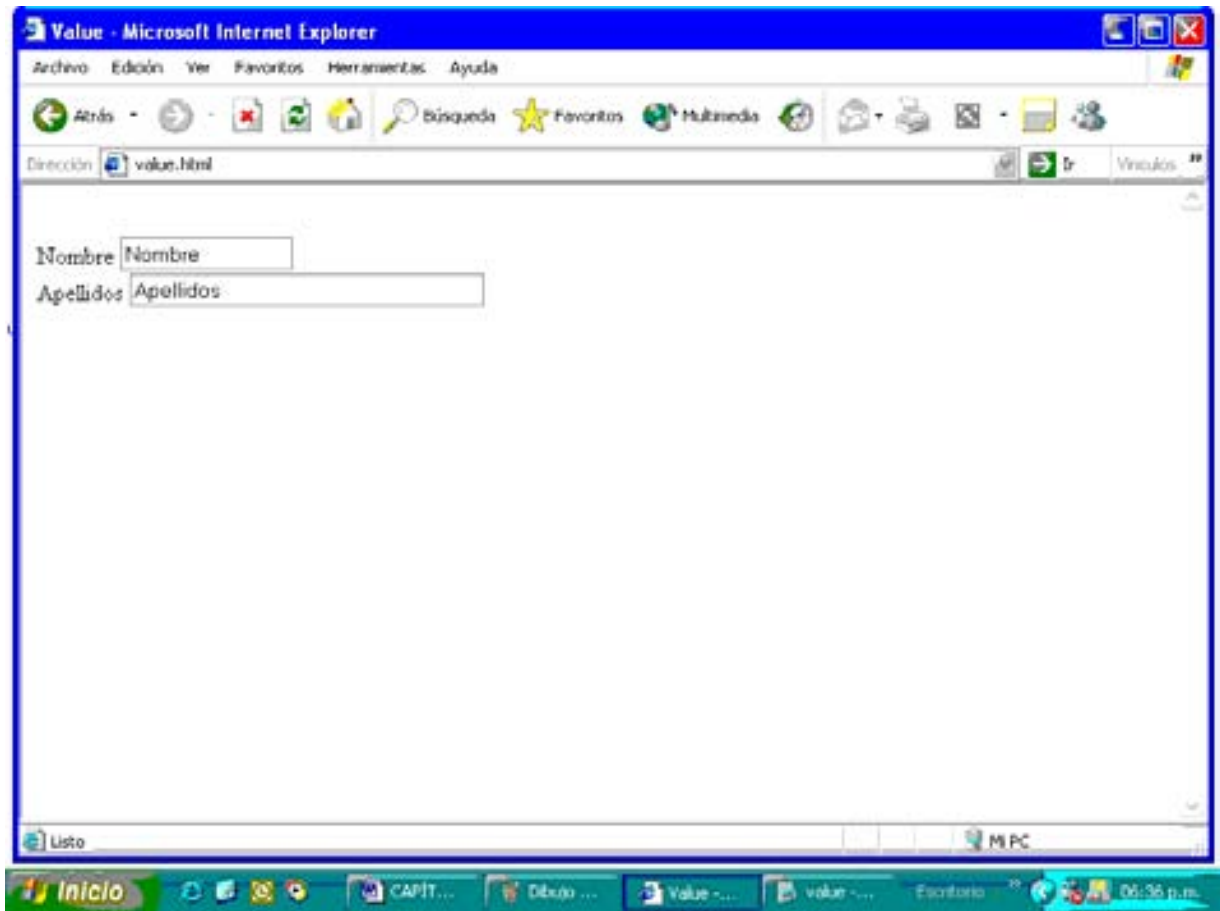 Value - Microsoft Internet Explorer
Archivo Edición Ver Favoritos Herramientas Ayuda
Atrás Búsqueda Favoritos Multimedia
Dirección value.html Ir Vínculos »
Nombre Nombre
Apellidos Apellidos
Listo Mi PC
Inicio CAPÍT... Dibujo ... Value -... value -... Escritorio » 06:36 p.m.